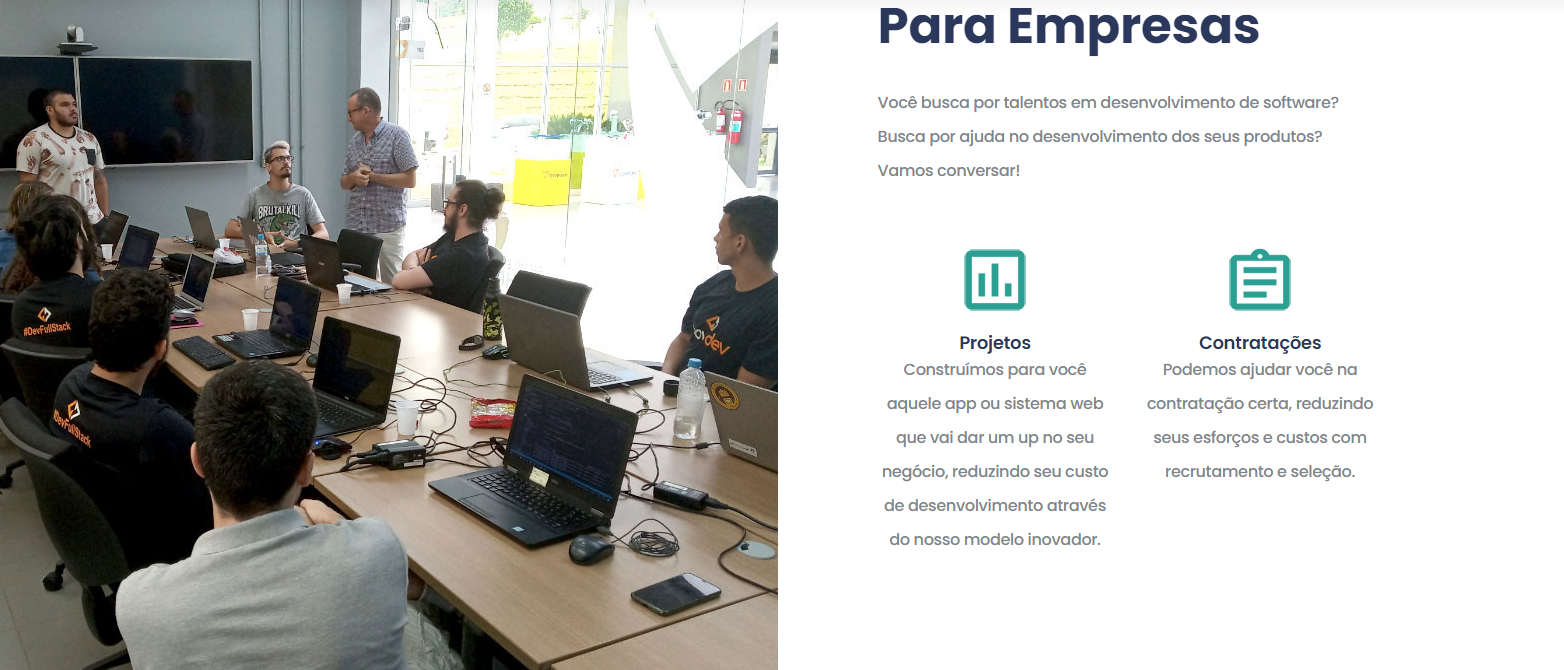 Para Empresas
Você busca por talentos em desenvolvimento de software?
Busca por ajuda no desenvolvimento dos seus produtos?
Vamos conversar!
Projetos
Construímos para você
aquele app ou sistema web
que vai dar um up no seu
negócio, reduzindo seu custo
de desenvolvimento através
do nosso modelo inovador.
Contratações
Podemos ajudar você na
contratação certa, reduzindo
seus esforços e custos com
recrutamento e seleção.
BRUTALKILL
#DevFullStack
#DevFullStack